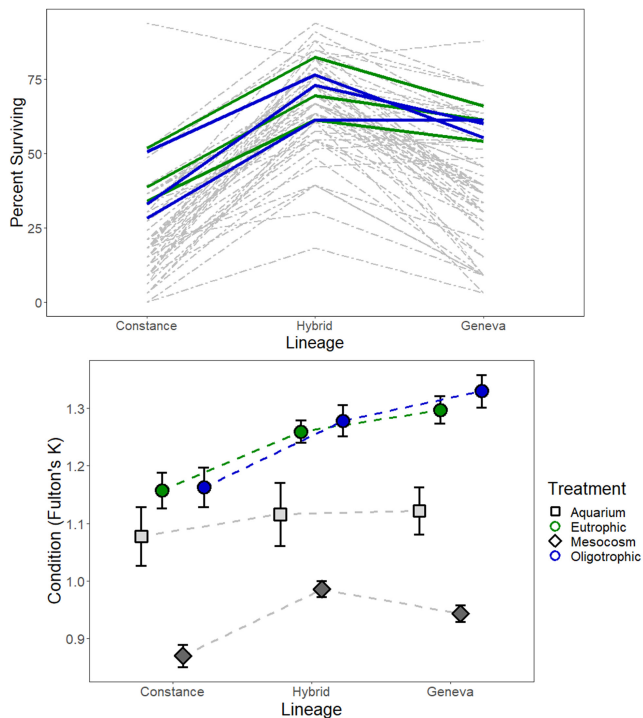 Percent Surviving
75
50
25
0
Constance Hybrid Geneva
Lineage
Condition (Fulton's K)
1.3
1.2
1.1
1.0
0.9
Constance Hybrid Geneva
Lineage
Treatment
Aquarium
Eutrophic
Mesocosm
Oligotrophic